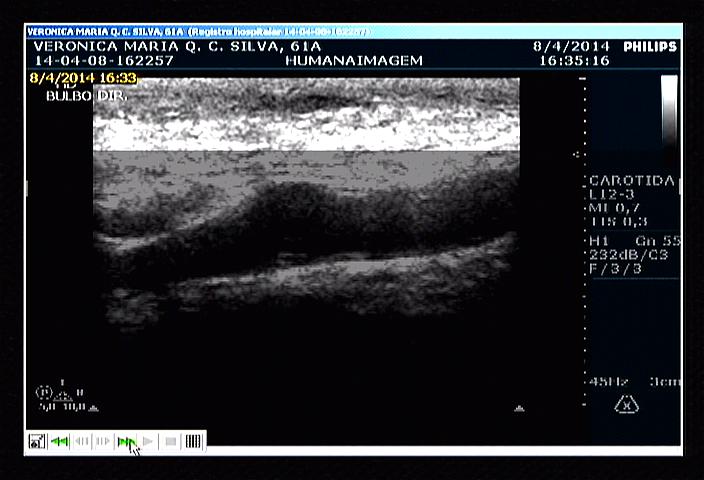 VERONICA MARIA Q. C. SILVA, 61A (Registro hospitalar 14-04-08-162257)
VERONICA MARIA Q. C. SILVA, 61A 8/4/2014 PHILIPS
14-04-08-162257 HUMANAIMAGEM 16:35:16
8/4/2014 16:33
BULBO DIR.
CAROTIDA
L12-3
MI 0,7
TIS 0,3
H1 Gn 55
232dB/C3
F/3/3
45Hz 3cm
P
X